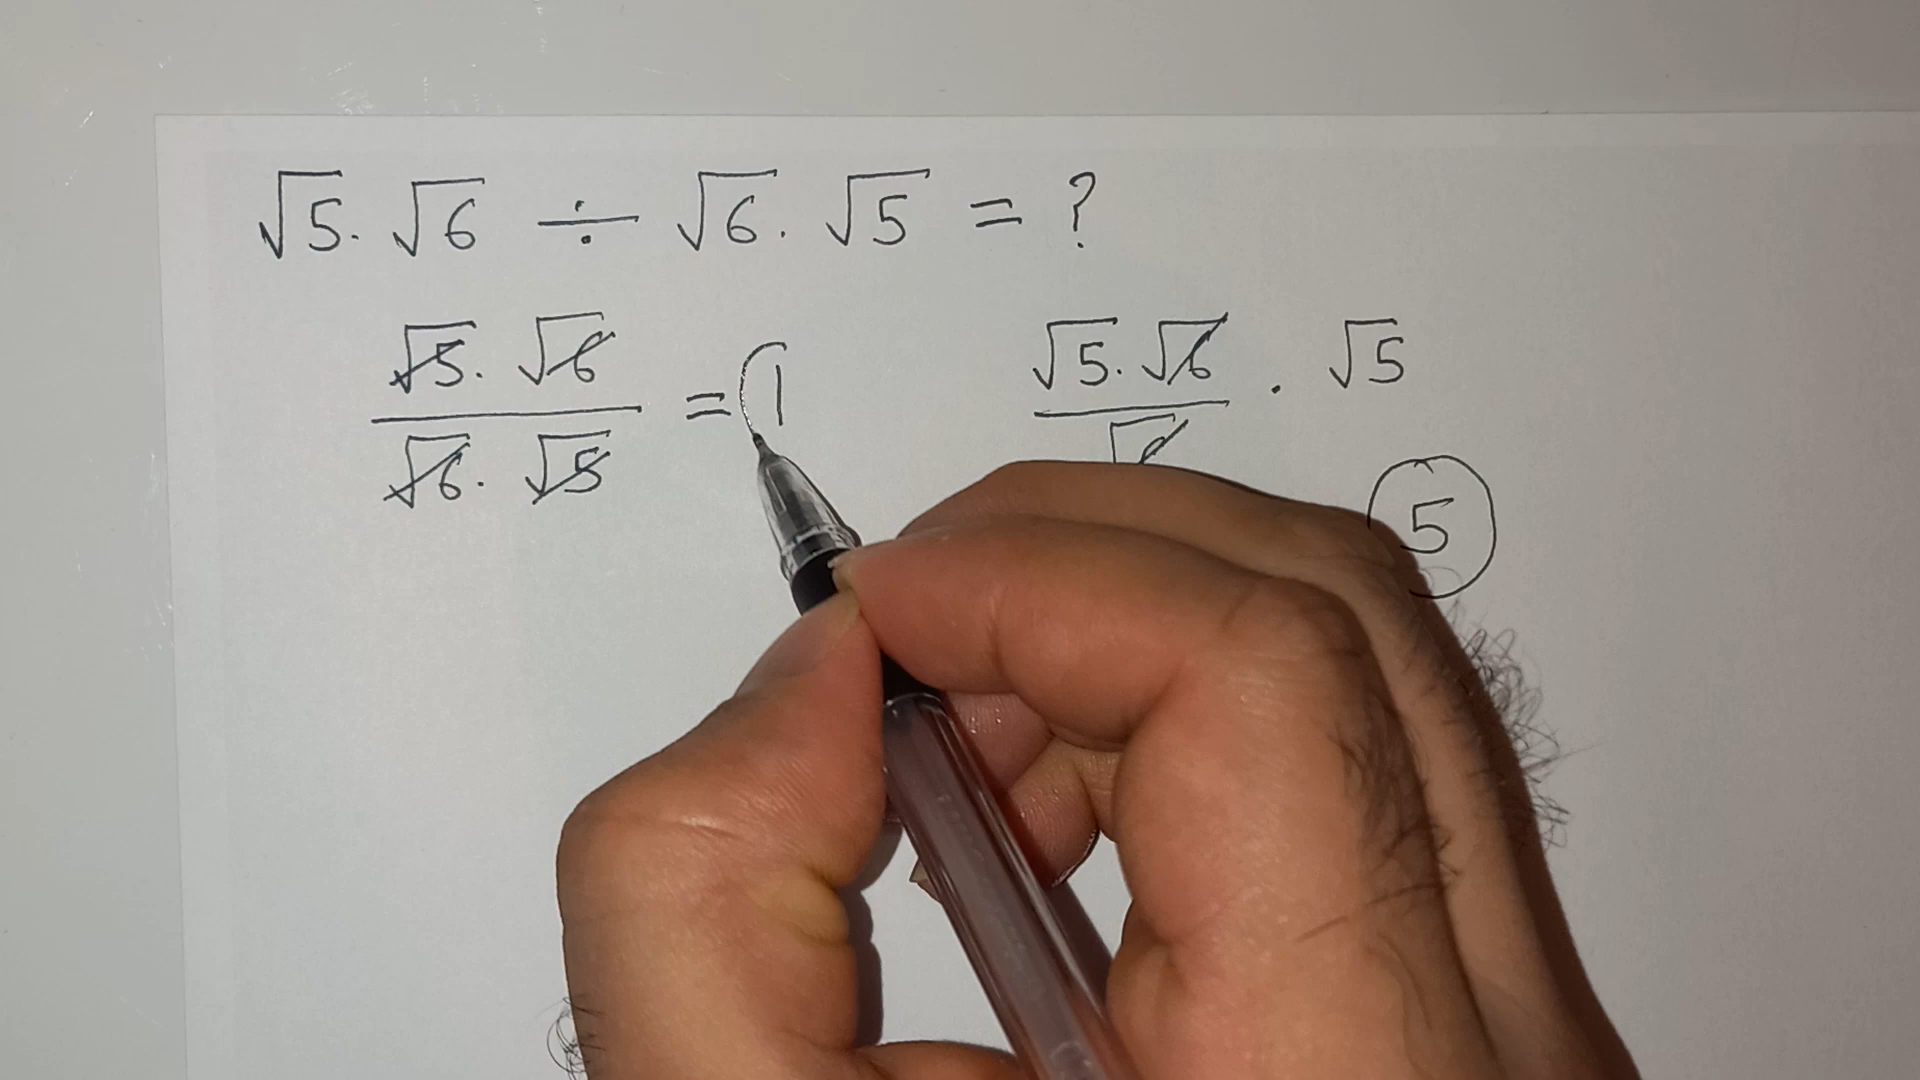 √5. √6 ÷ √6. √5 = ?
√5. √6 / √6. √5 = 1
√5. √6 / √6 . √5
5